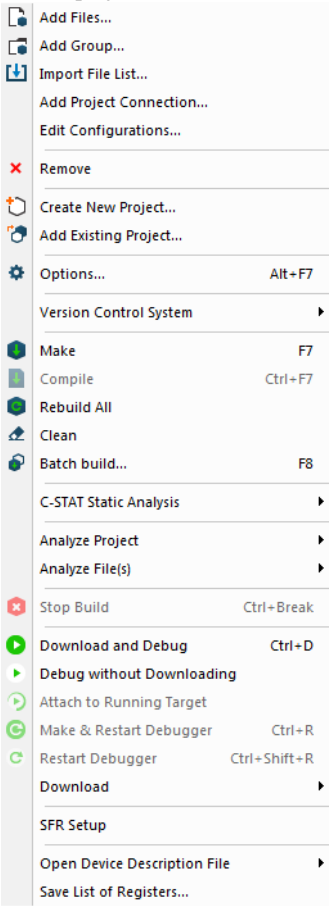 Add Files...
Add Group...
Import File List...
Add Project Connection...
Edit Configurations...
Remove
Create New Project...
Add Existing Project...
Options... Alt+F7
Version Control System
Make F7
Compile Ctrl+F7
Rebuild All
Clean
Batch build... F8
C-STAT Static Analysis
Analyze Project
Analyze File(s)
Stop Build Ctrl+Break
Download and Debug Ctrl+D
Debug without Downloading
Attach to Running Target
Make & Restart Debugger Ctrl+R
Restart Debugger Ctrl+Shift+R
Download
SFR Setup
Open Device Description File
Save List of Registers...